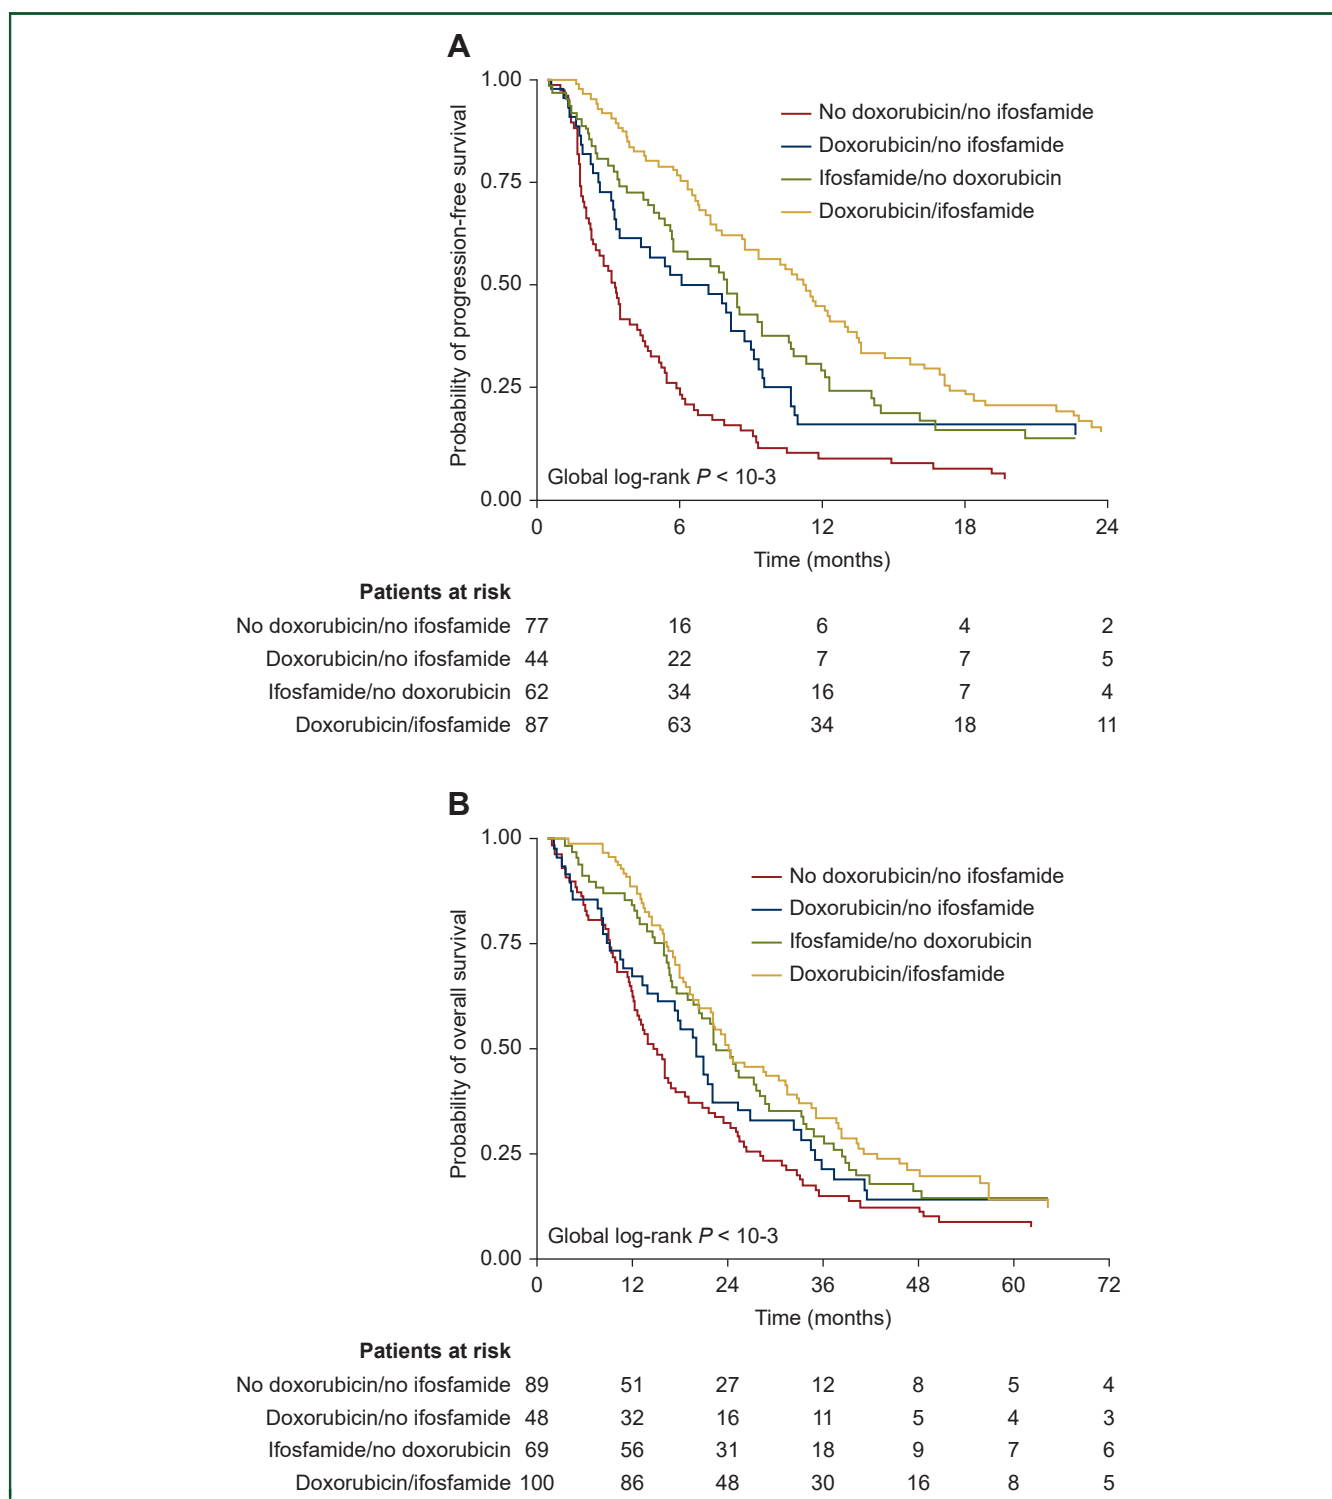 A
1.00
0.75
0.50
0.25
0.00
Probability of progression-free survival
No doxorubicin/no ifosfamide
Doxorubicin/no ifosfamide
Ifosfamide/no doxorubicin
Doxorubicin/ifosfamide
Global log-rank P < 10-3
0 6 12 18 24
Time (months)
Patients at risk
No doxorubicin/no ifosfamide 77 16 6 4 2
Doxorubicin/no ifosfamide 44 22 7 7 5
Ifosfamide/no doxorubicin 62 34 16 7 4
Doxorubicin/ifosfamide 87 63 34 18 11
B
1.00
0.75
0.50
0.25
0.00
Probability of overall survival
No doxorubicin/no ifosfamide
Doxorubicin/no ifosfamide
Ifosfamide/no doxorubicin
Doxorubicin/ifosfamide
Global log-rank P < 10-3
0 12 24 36 48 60 72
Time (months)
Patients at risk
No doxorubicin/no ifosfamide 89 51 27 12 8 5 4
Doxorubicin/no ifosfamide 48 32 16 11 5 4 3
Ifosfamide/no doxorubicin 69 56 31 18 9 7 6
Doxorubicin/ifosfamide 100 86 48 30 16 8 5